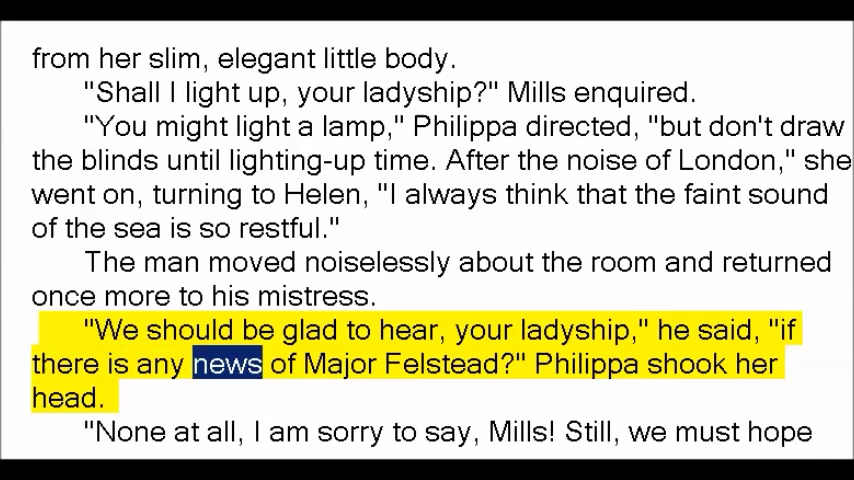 from her slim, elegant little body.
"Shall I light up, your ladyship?" Mills enquired.
"You might light a lamp," Philippa directed, "but don't draw
the blinds until lighting-up time. After the noise of London," she
went on, turning to Helen, "I always think that the faint sound
of the sea is so restful."
The man moved noiselessly about the room and returned
once more to his mistress.
"We should be glad to hear, your ladyship," he said, "if
there is any news of Major Felstead?" Philippa shook her
head.
"None at all, I am sorry to say, Mills! Still, we must hope